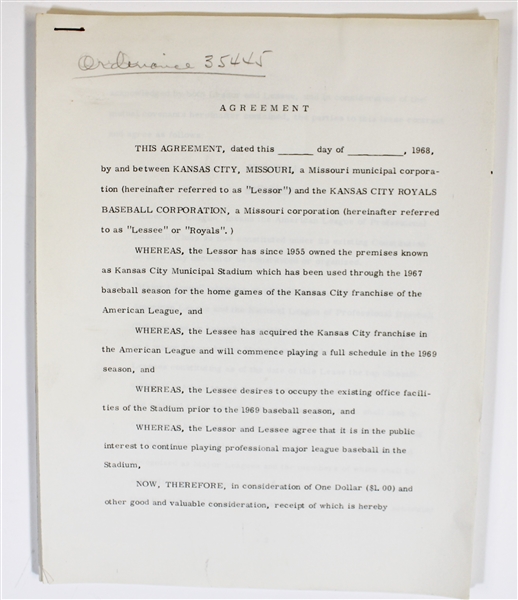 Ordinance 35445
AGREEMENT
THIS AGREEMENT, dated this ______ day of __________, 1968,
by and between KANSAS CITY, MISSOURI, a Missouri municipal corpora-
tion (hereinafter referred to as "Lessor") and the KANSAS CITY ROYALS
BASEBALL CORPORATION, a Missouri corporation (hereinafter referred
to as "Lessee" or "Royals".)
WHEREAS, the Lessor has since 1955 owned the premises known
as Kansas City Municipal Stadium which has been used through the 1967
baseball season for the home games of the Kansas City franchise of the
American League, and
WHEREAS, the Lessee has acquired the Kansas City franchise in
the American League and will commence playing a full schedule in the 1969
season, and
WHEREAS, the Lessee desires to occupy the existing office facili-
ties of the Stadium prior to the 1969 baseball season, and
WHEREAS, the Lessor and Lessee agree that it is in the public
interest to continue playing professional major league baseball in the
Stadium,
NOW, THEREFORE, in consideration of One Dollar ($1.00) and
other good and valuable consideration, receipt of which is hereby